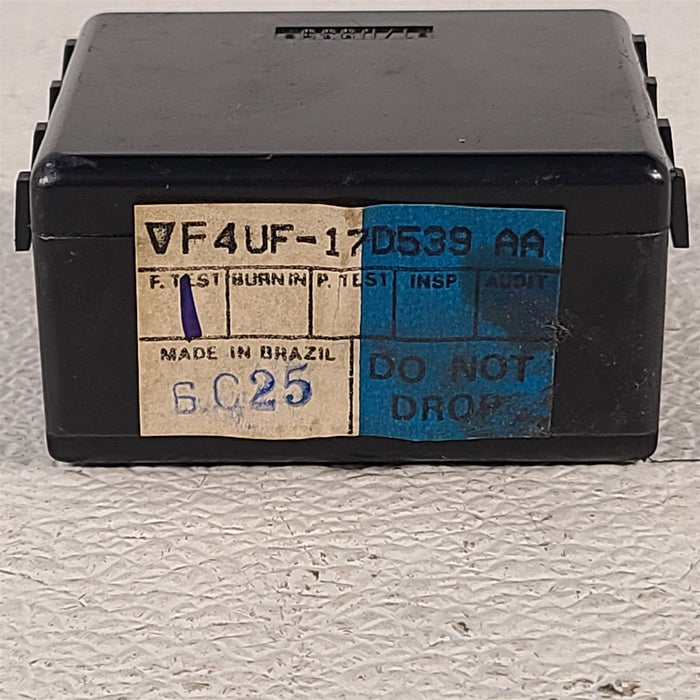 ▽F4UF-17D539 AA
F. TEST BURN IN P. TEST INSP AUDIT
MADE IN BRAZIL
6C25
DO NOT
DROP